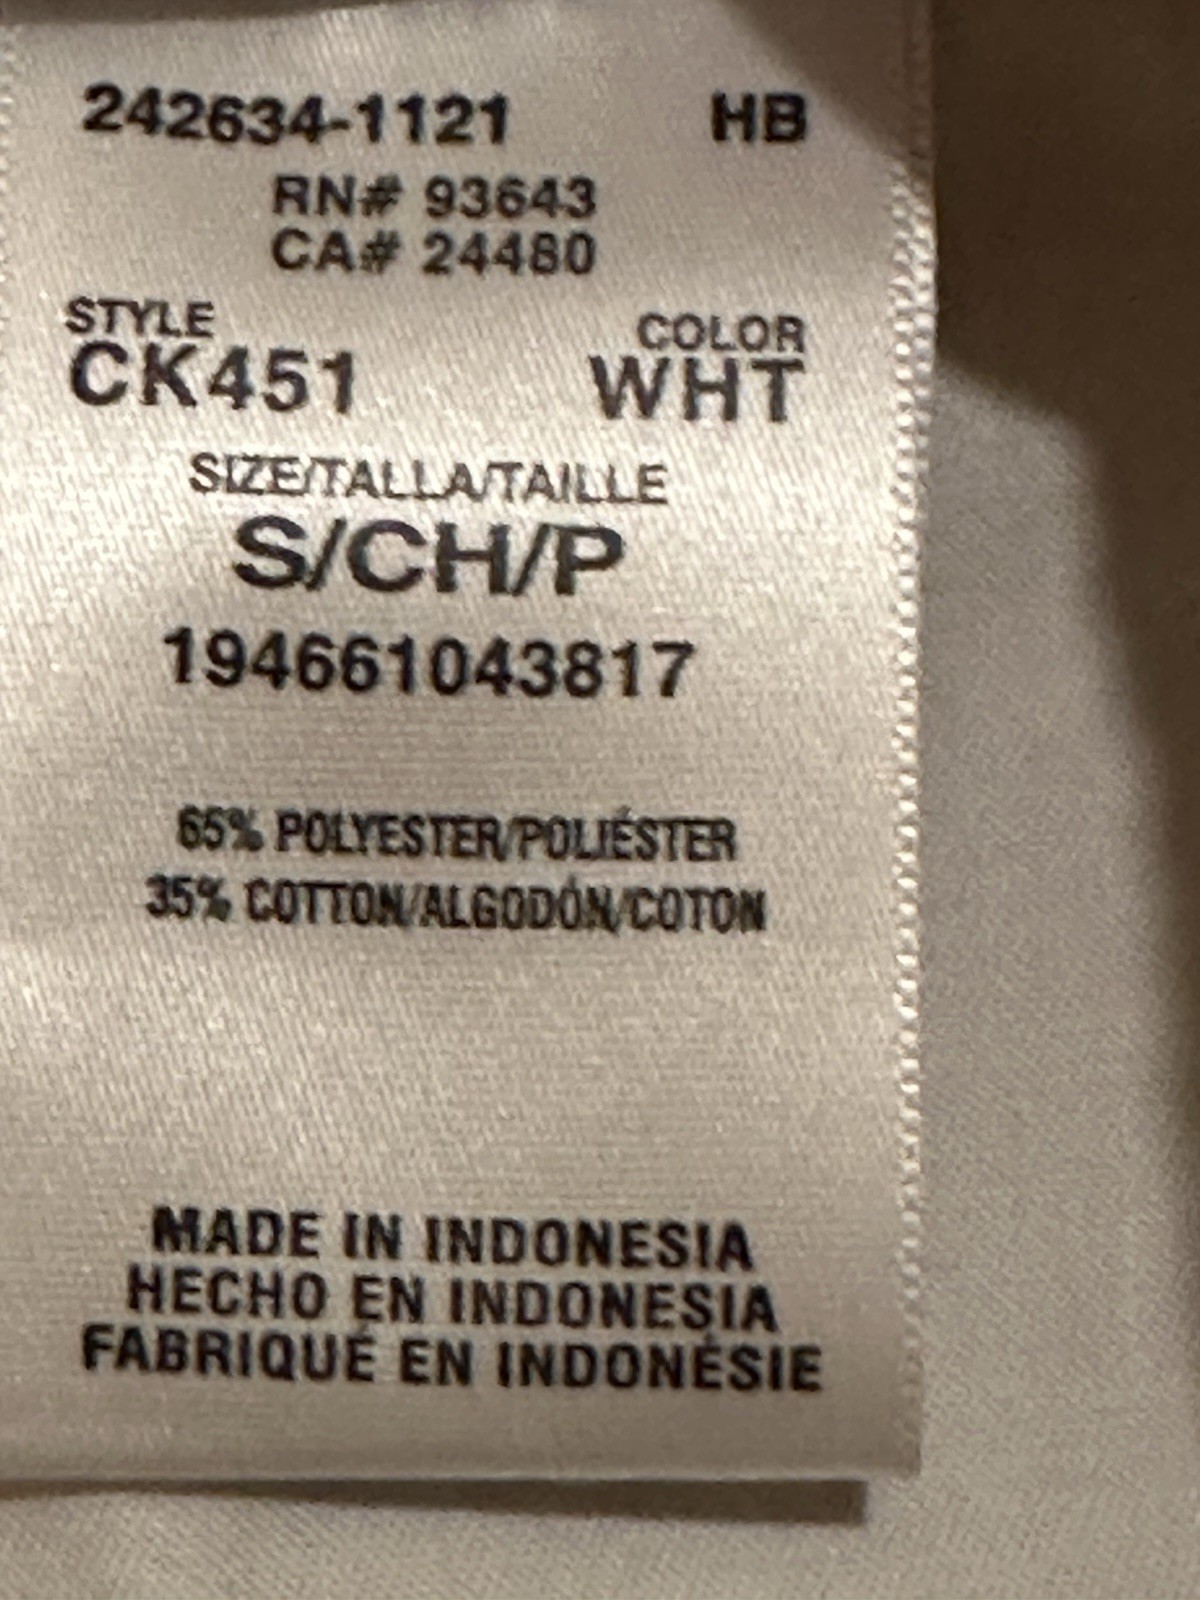 242634-1121 HB
RN# 93643
CA# 24480
STYLE COLOR
CK451 WHT
SIZE/TALLA/TAILLE
S/CH/P
194661043817
65% POLYESTER/POLIÉSTER
35% COTTON/ALGODÓN/COTON
MADE IN INDONESIA
HECHO EN INDONESIA
FABRIQUÉ EN INDONÉSIE